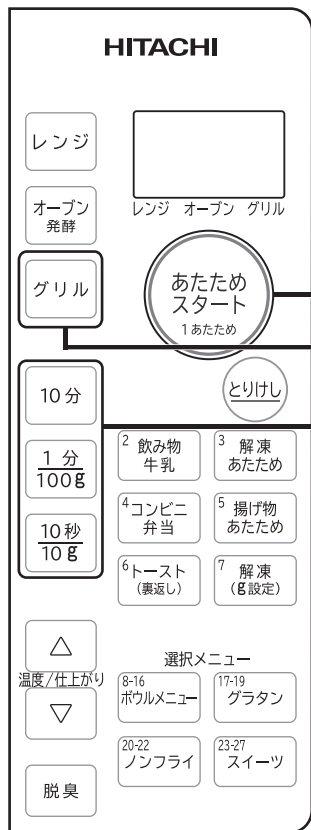 HITACHI
レンジ
オーブン
発酵
グリル
レンジ オーブン グリル
あたため
スタート
1あたため
とりけし
10分
1分
100g
10秒
10g
2 飲み物
牛乳
3 解凍
あたため
4コンビニ
弁当
5 揚げ物
あたため
6トースト
(裏返し)
7 解凍
(g設定)
△
温度/仕上がり
▽
脱臭
選択メニュー
8-16
ボウルメニュー
17-19
グラタン
20-22
ノンフライ
23-27
スイーツ